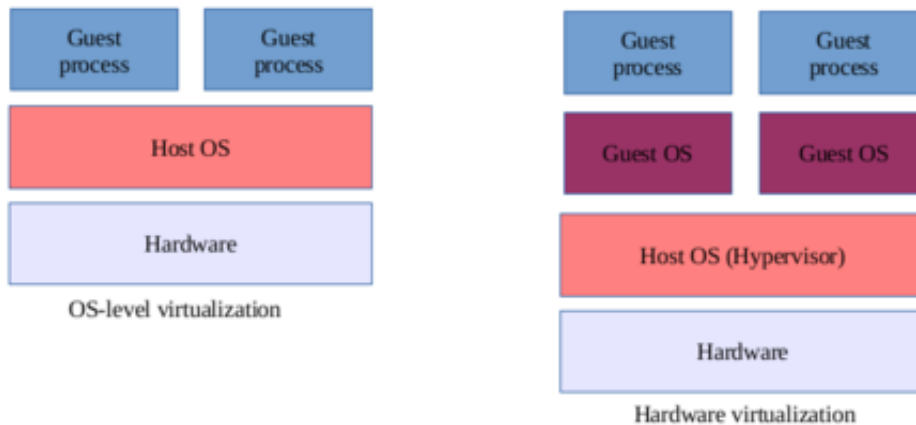 Guest
process
Guest
process
Host OS
Hardware
OS-level virtualization
Guest
process
Guest
process
Guest OS
Guest OS
Host OS (Hypervisor)
Hardware
Hardware virtualization